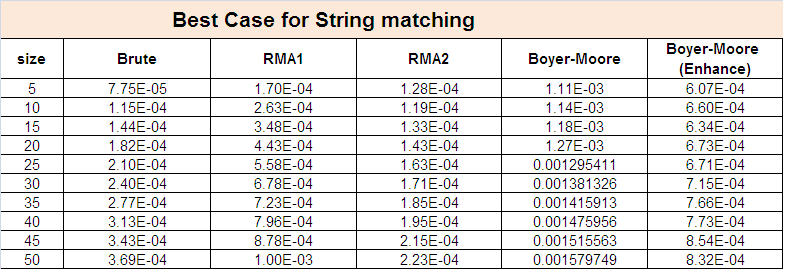 Best Case for String matching
size Brute RMA1 RMA2 Boyer-Moore Boyer-Moore (Enhance)
5 7.75E-05 1.70E-04 1.28E-04 1.11E-03 6.07E-04
10 1.15E-04 2.63E-04 1.19E-04 1.14E-03 6.60E-04
15 1.44E-04 3.48E-04 1.33E-04 1.18E-03 6.34E-04
20 1.82E-04 4.43E-04 1.43E-04 1.27E-03 6.73E-04
25 2.10E-04 5.58E-04 1.63E-04 0.001295411 6.71E-04
30 2.40E-04 6.78E-04 1.71E-04 0.001381326 7.15E-04
35 2.77E-04 7.23E-04 1.85E-04 0.001415913 7.66E-04
40 3.13E-04 7.96E-04 1.95E-04 0.001475956 7.73E-04
45 3.43E-04 8.78E-04 2.15E-04 0.001515563 8.54E-04
50 3.69E-04 1.00E-03 2.23E-04 0.001579749 8.32E-04